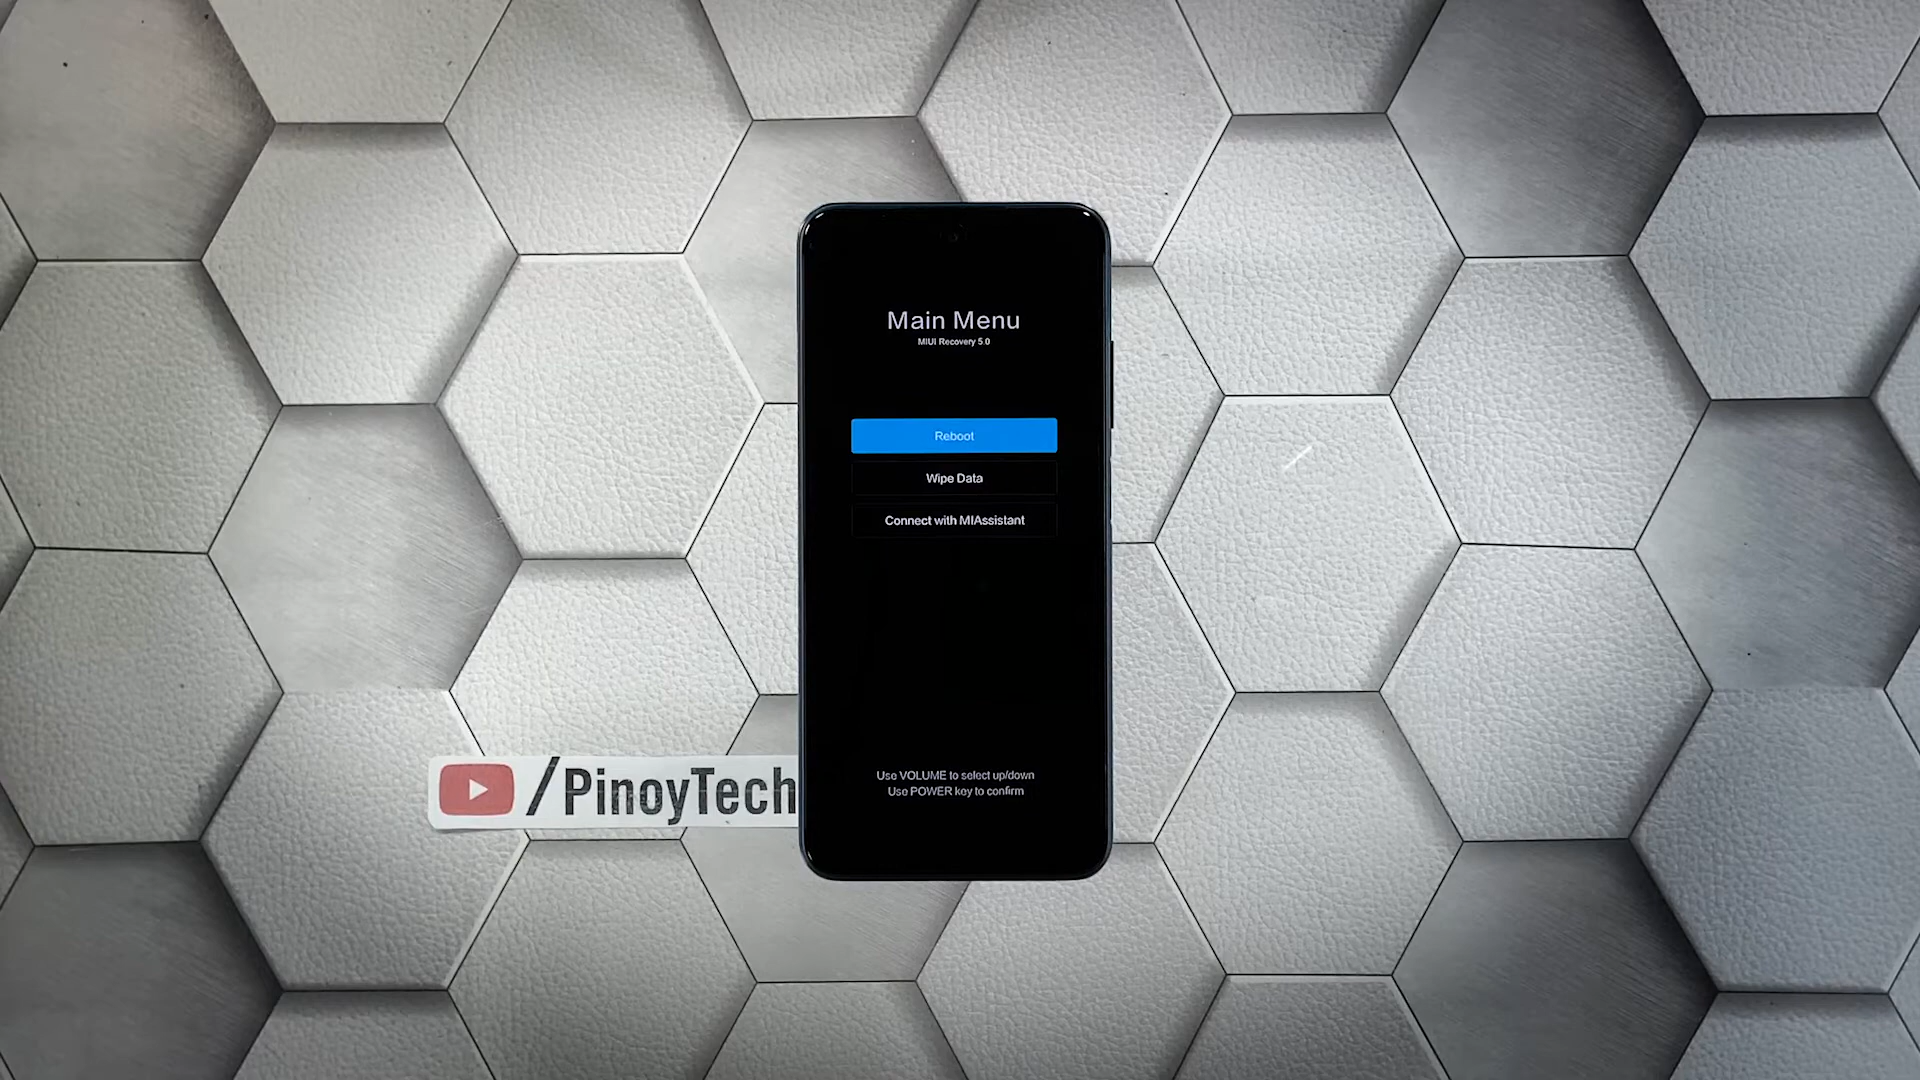 Main Menu
MIUI Recovery 5.0
Reboot
Wipe Data
Connect with MIAssistant
/PinoyTech
Use VOLUME to select up/down
Use POWER key to confirm